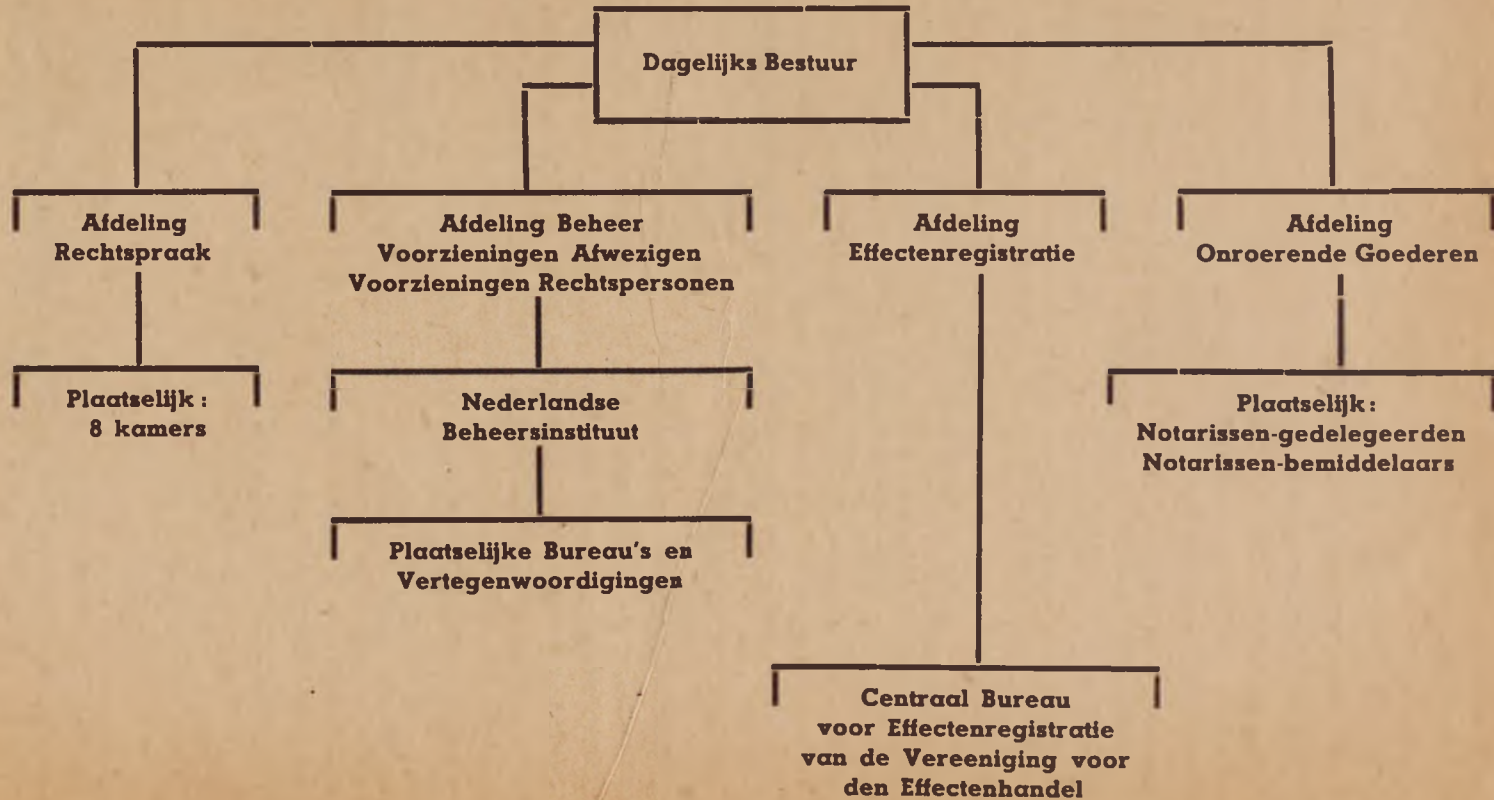 Dagelijks Bestuur
Afdeling
Rechtspraak
Afdeling Beheer
Voorzieningen Afwezigen
Voorzieningen Rechtspersonen
Afdeling
Effectenregistratie
Afdeling
Onroerende Goederen
Plaatselijk:
8 kamers
Nederlandse
Beheersinstituut
Plaatselijk:
Notarissen-gedelegeerden
Notarissen-bemiddelaars
Plaatselijke Bureau's en
Vertegenwoordigingen
Centraal Bureau
voor Effectenregistratie
van de Vereeniging voor
den Effectenhandel